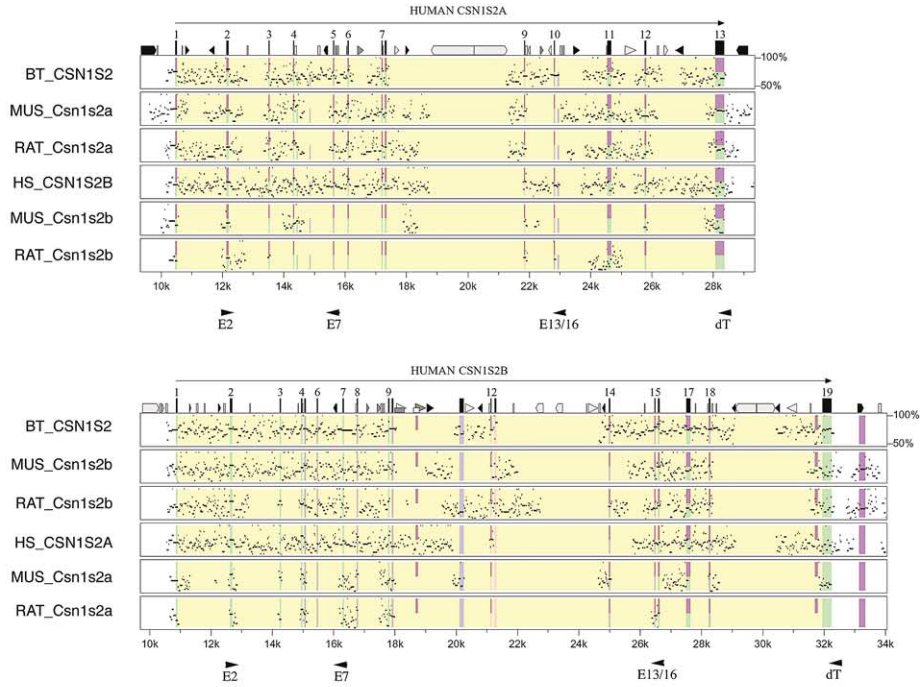 HUMAN CSN1S2A
1 2 3 4 5 6 7 9 10 11 12 13
BT_CSN1S2
100%
50%
MUS_Csn1s2a
RAT_Csn1s2a
HS_CSN1S2B
MUS_Csn1s2b
RAT_Csn1s2b
10k 12k 14k 16k 18k 20k 22k 24k 26k 28k
E2 E7 E13/16 dT
HUMAN CSN1S2B
1 2 3 4 5 6 7 8 9 12 14 15 16 17 18 19
BT_CSN1S2
100%
50%
MUS_Csn1s2b
RAT_Csn1s2b
HS_CSN1S2A
MUS_Csn1s2a
RAT_Csn1s2a
10k 12k 14k 16k 18k 20k 22k 24k 26k 28k 30k 32k 34k
E2 E7 E13/16 dT